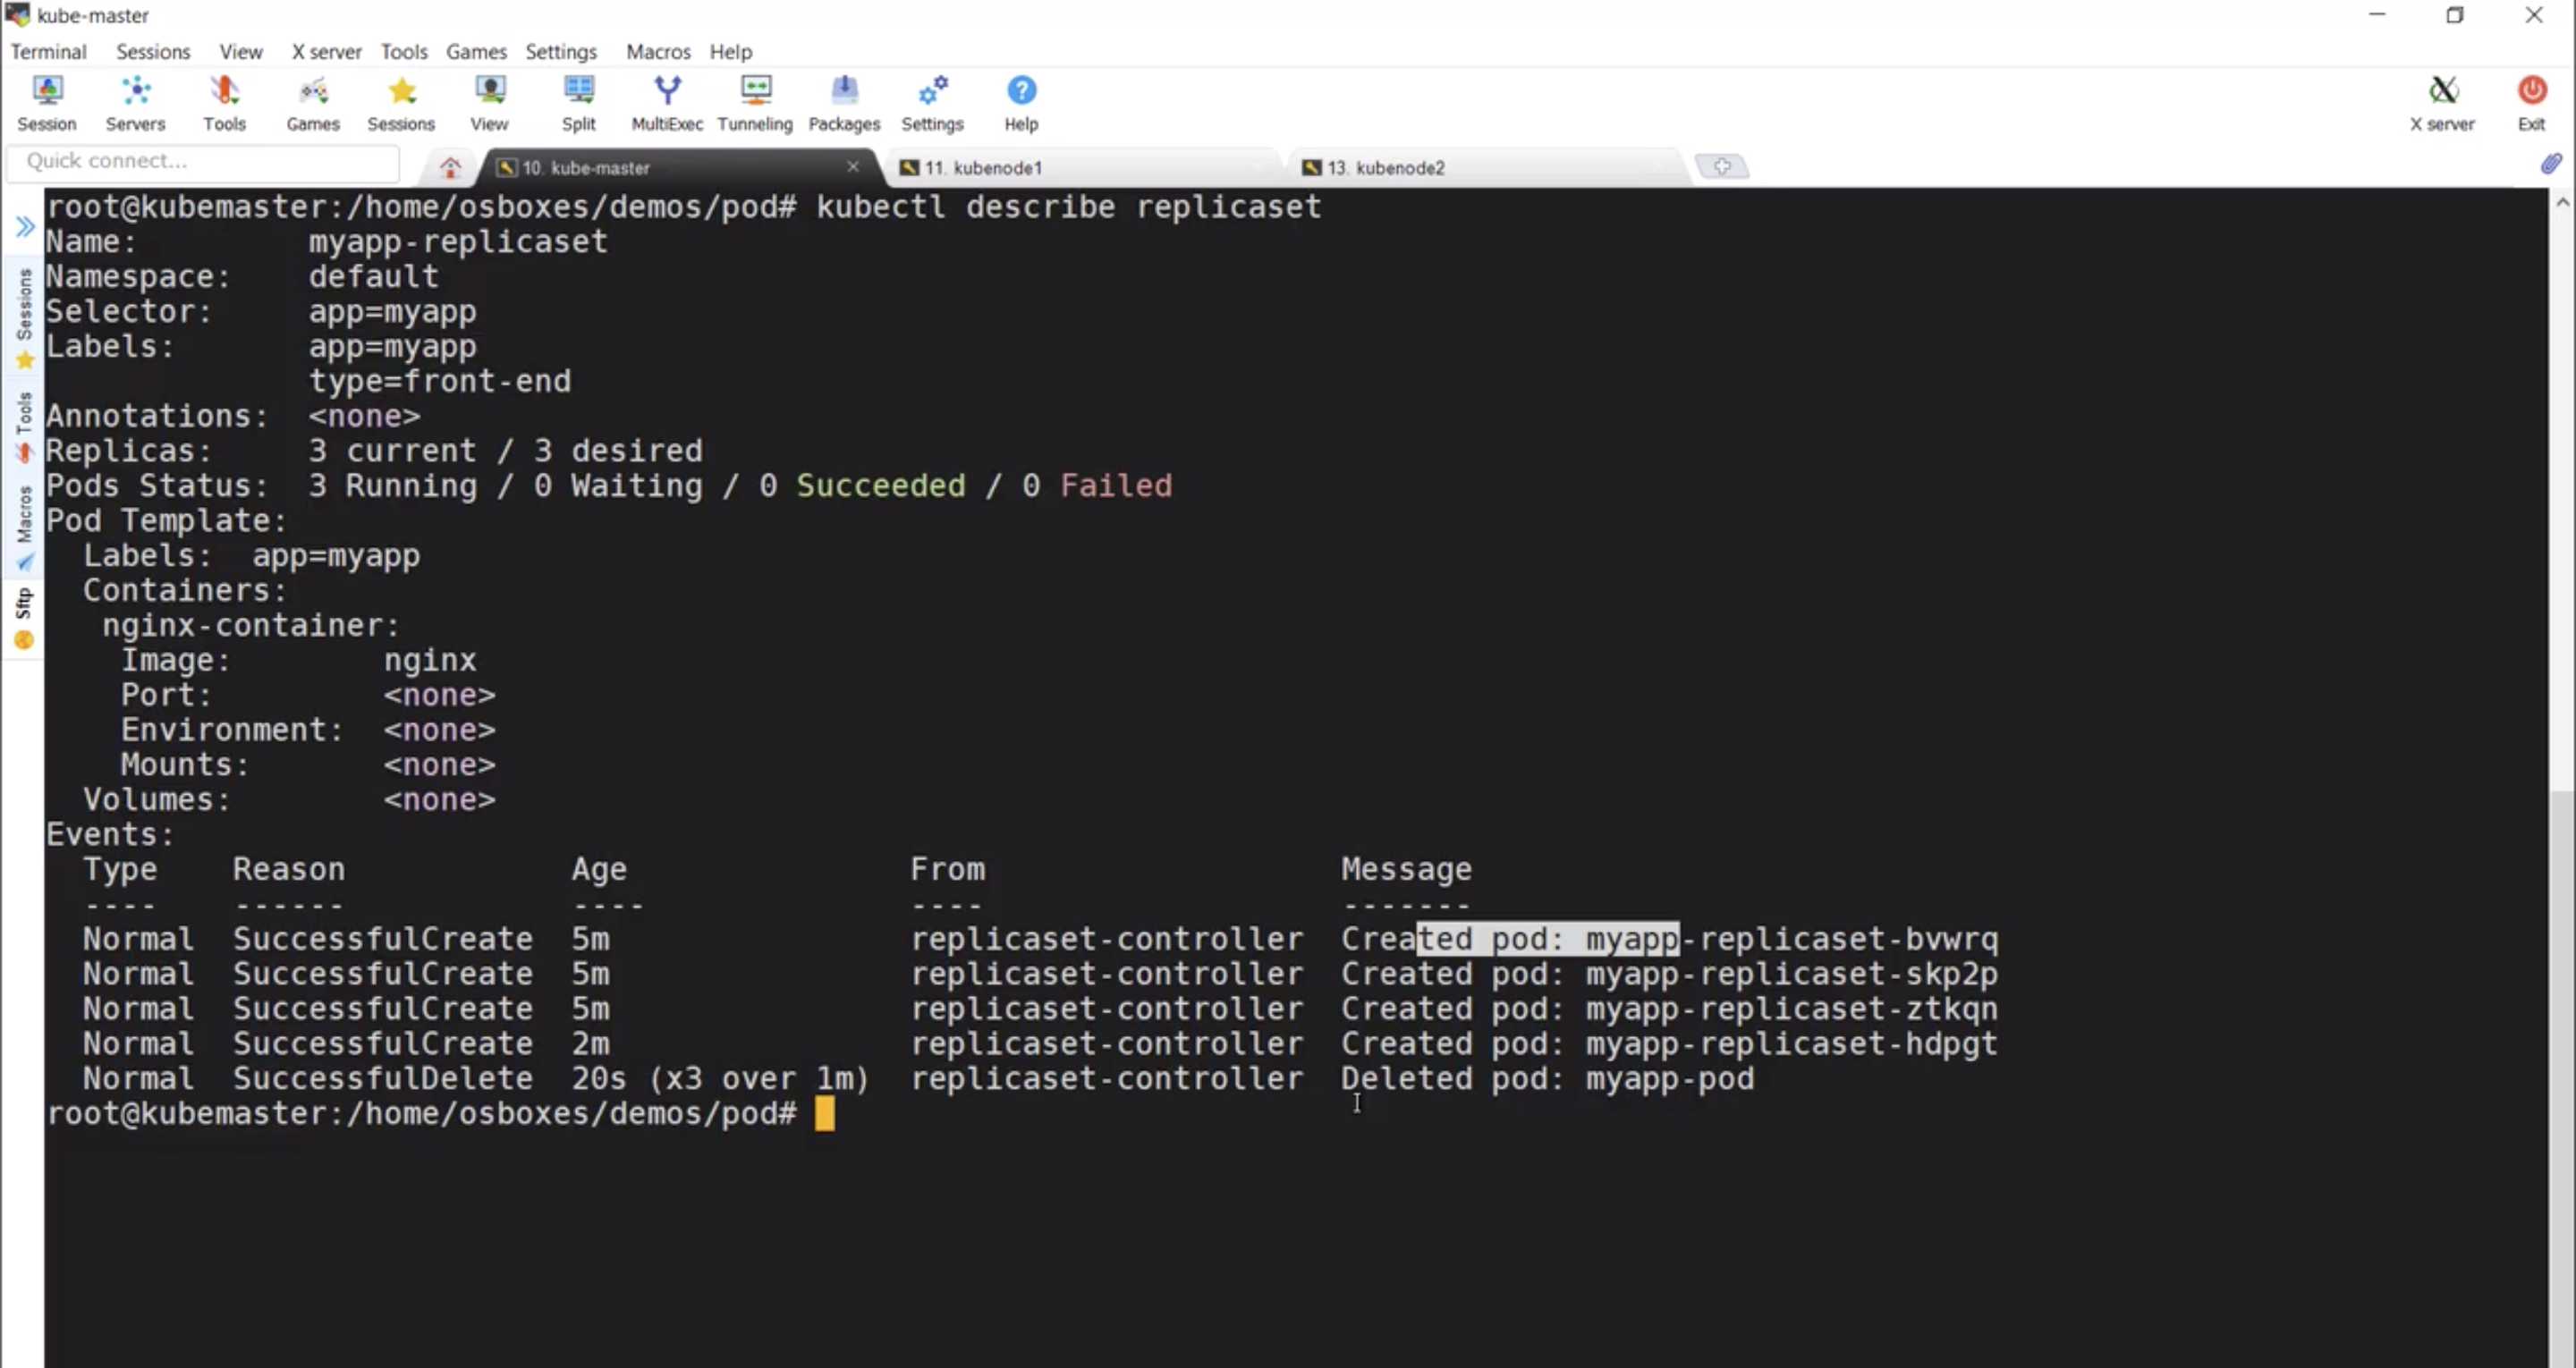 kube-master
Terminal Sessions View X server Tools Games Settings Macros Help
Session Servers Tools Games Sessions View Split MultiExec Tunneling Packages Settings Help X server Exit
Quick connect... 10. kube-master 11. kubenode1 13. kubenode2
Sessions
Tools
Macros
Sftp
root@kubemaster:/home/osboxes/demos/pod# kubectl describe replicaset
Name:         myapp-replicaset
Namespace:    default
Selector:     app=myapp
Labels:       app=myapp
              type=front-end
Annotations:  <none>
Replicas:     3 current / 3 desired
Pods Status:  3 Running / 0 Waiting / 0 Succeeded / 0 Failed
Pod Template:
  Labels:  app=myapp
  Containers:
   nginx-container:
    Image:        nginx
    Port:         <none>
    Environment:  <none>
    Mounts:       <none>
  Volumes:        <none>
Events:
  Type    Reason            Age               From                   Message
  ----    ------            ----              ----                   -------
  Normal  SuccessfulCreate  5m                replicaset-controller  Created pod: myapp-replicaset-bvwrq
  Normal  SuccessfulCreate  5m                replicaset-controller  Created pod: myapp-replicaset-skp2p
  Normal  SuccessfulCreate  5m                replicaset-controller  Created pod: myapp-replicaset-ztkqn
  Normal  SuccessfulCreate  2m                replicaset-controller  Created pod: myapp-replicaset-hdpgt
  Normal  SuccessfulDelete  20s (x3 over 1m)  replicaset-controller  Deleted pod: myapp-pod
root@kubemaster:/home/osboxes/demos/pod#